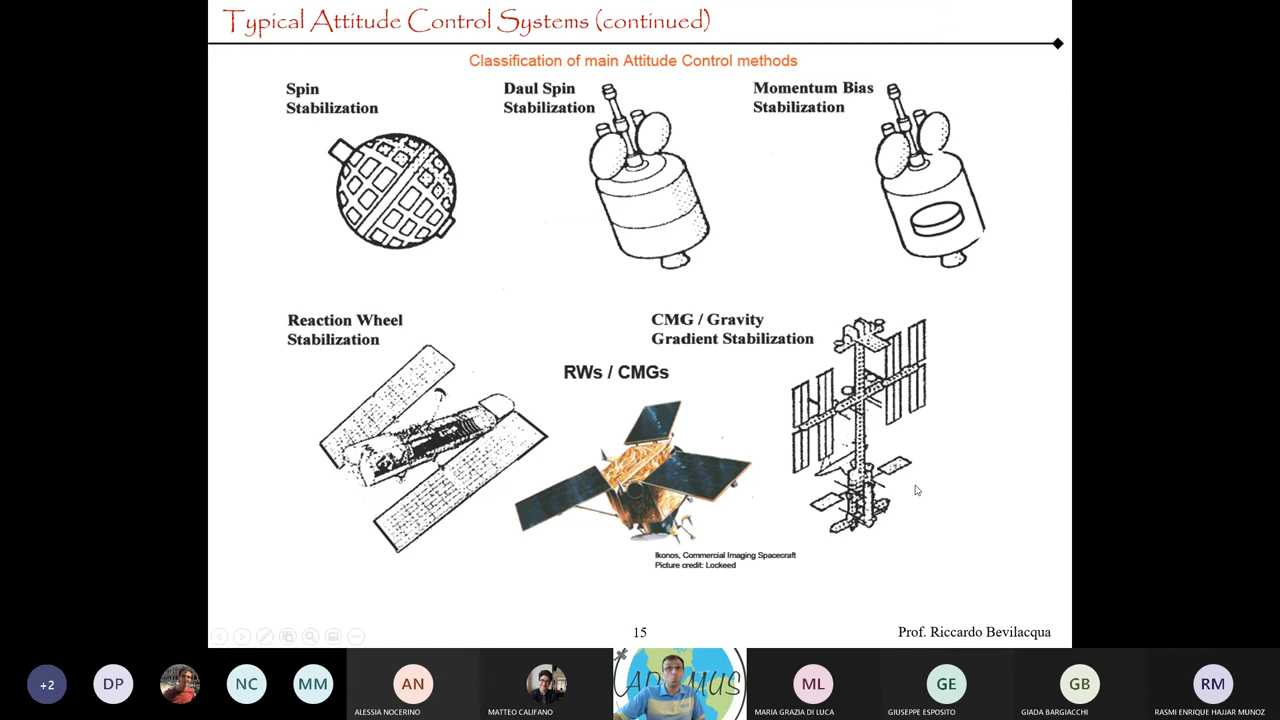 Typical Attitude Control Systems (continued)
Classification of main Attitude Control methods
Spin
Stabilization
Daul Spin
Stabilization
Momentum Bias
Stabilization
Reaction Wheel
Stabilization
CMG / Gravity
Gradient Stabilization
RWs / CMGs
Ikonos, Commercial Imaging Spacecraft
Picture credit: Lockeed
15
Prof. Riccardo Bevilacqua
+2
DP
NC
MM
AN
ALESSIA NOCERINO
MATTEO CALIFANO
ML
MARIA GRAZIA DI LUCA
GE
GIUSEPPE ESPOSITO
GB
GIADA BARGIACCHI
RM
RASMI ENRIQUE HAJJAR MUNOZ